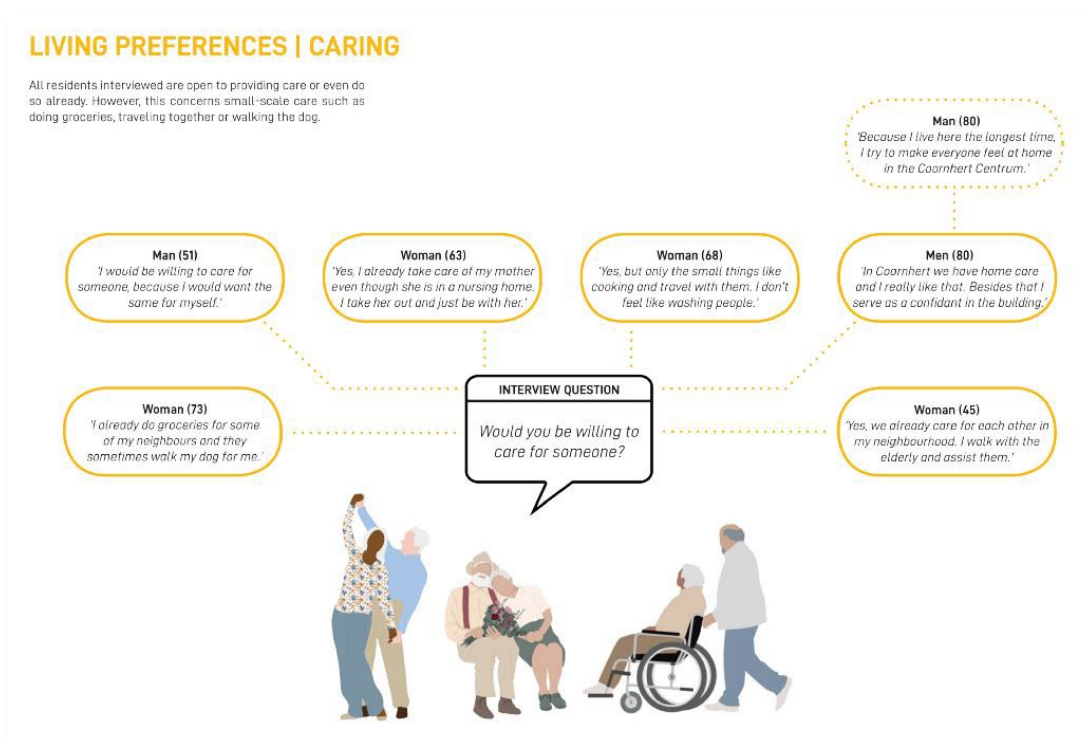 LIVING PREFERENCES | CARING
All residents interviewed are open to providing care or even do
so already. However, this concerns small-scale care such as
doing groceries, traveling together or walking the dog.
Man (80)
'Because I live here the longest time,
I try to make everyone feel at home
in the Coornhert Centrum.'
Man (51)
'I would be willing to care for
someone, because I would want the
same for myself.'
Woman (63)
'Yes, I already take care of my mother
even though she is in a nursing home.
I take her out and just be with her.'
Woman (68)
'Yes, but only the small things like
cooking and travel with them. I don't
feel like washing people.'
Men (80)
'In Coornhert we have home care
and I really like that. Besides that I
serve as a confidant in the building.'
INTERVIEW QUESTION
Would you be willing to
care for someone?
Woman (73)
'I already do groceries for some
of my neighbours and they
sometimes walk my dog for me.'
Woman (45)
'Yes, we already care for each other in
my neighbourhood. I walk with the
elderly and assist them.'